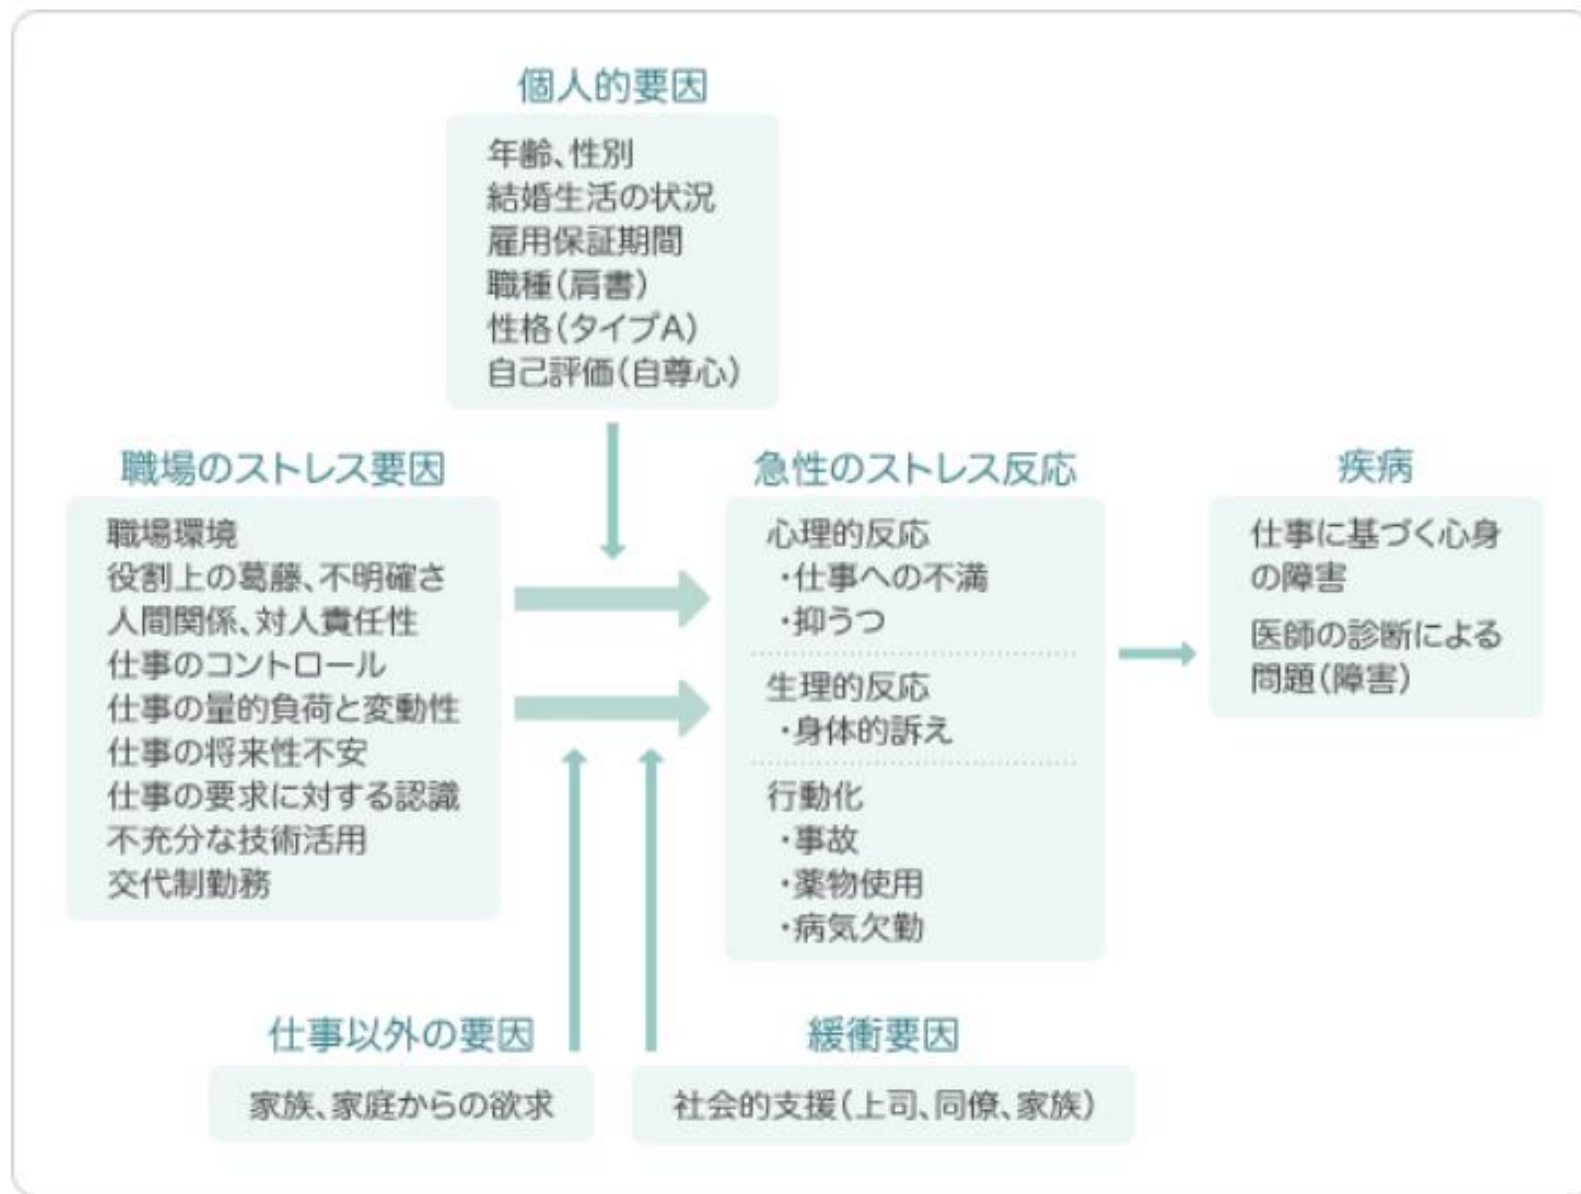 個人的要因
年齢、性別
結婚生活の状況
雇用保証期間
職種(肩書)
性格(タイプA)
自己評価(自尊心)
職場のストレス要因
職場環境
役割上の葛藤、不明確さ
人間関係、対人責任性
仕事のコントロール
仕事の量的負荷と変動性
仕事の将来性不安
仕事の要求に対する認識
不充分な技術活用
交代制勤務
急性のストレス反応
心理的反応
・仕事への不満
・抑うつ
生理的反応
・身体的訴え
行動化
・事故
・薬物使用
・病気欠勤
疾病
仕事に基づく心身
の障害
医師の診断による
問題(障害)
仕事以外の要因
家族、家庭からの欲求
緩衝要因
社会的支援(上司、同僚、家族)